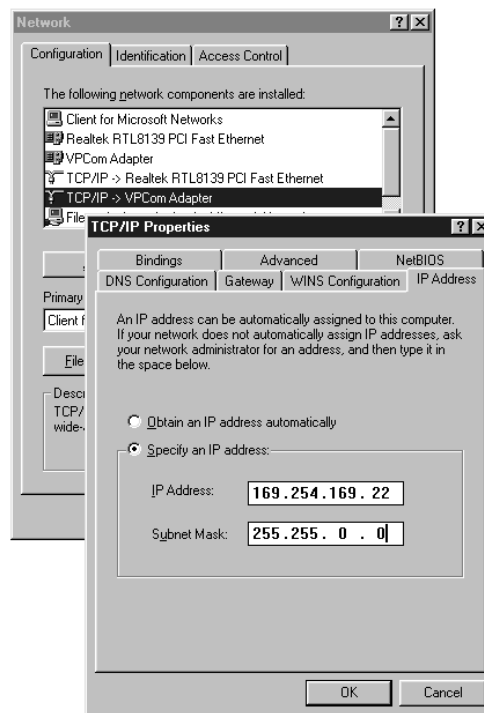 Network
Configuration Identification Access Control
The following network components are installed:
Client for Microsoft Networks
Realtek RTL8139 PCI Fast Ethernet
VPCom Adapter
TCP/IP -> Realtek RTL8139 PCI Fast Ethernet
TCP/IP -> VPCom Adapter
File
Primary
Client f
File
Descr
TCP/
wide-
TCP/IP Properties
Bindings Advanced NetBIOS
DNS Configuration Gateway WINS Configuration IP Address
An IP address can be automatically assigned to this computer.
If your network does not automatically assign IP addresses, ask
your network administrator for an address, and then type it in
the space below.
Obtain an IP address automatically
Specify an IP address:
IP Address: 169.254.169. 22
Subnet Mask: 255.255. 0 . 0
OK Cancel